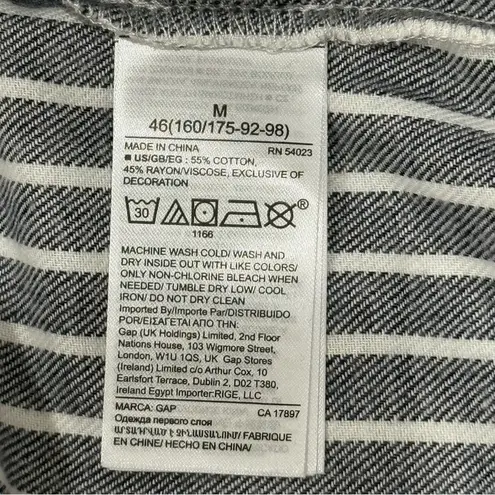 M
46(160/175-92-98)
MADE IN CHINA RN 54023
■ US/GB/EG : 55% COTTON,
45% RAYON/VISCOSE, EXCLUSIVE OF
DECORATION
30 ®
1166
MACHINE WASH COLD/ WASH AND
DRY INSIDE OUT WITH LIKE COLORS/
ONLY NON-CHLORINE BLEACH WHEN
NEEDED/ TUMBLE DRY LOW/ COOL
IRON/ DO NOT DRY CLEAN
Imported By/Importe Par/DISTRIBUIDO
POR/ΕΙΣΑΓΕΤΑΙ ΑΠΟ ΤΗΝ:
Gap (UK Holdings) Limited, 2nd Floor
Nations House, 103 Wigmore Street,
London, W1U 1QS, UK Gap Stores
(Ireland) Limited c/o Arthur Cox, 10
Earlsfort Terrace, Dublin 2, D02 T380,
Ireland Egypt Importer:RIGE, LLC
MARCA: GAP CA 17897
Одежда первого слоя
ԱՐՏԱԴՐՎԱԾ Է ՉԻՆԱՍՏԱՆՈՒՄ/ FABRIQUE
EN CHINE/ HECHO EN CHINA/